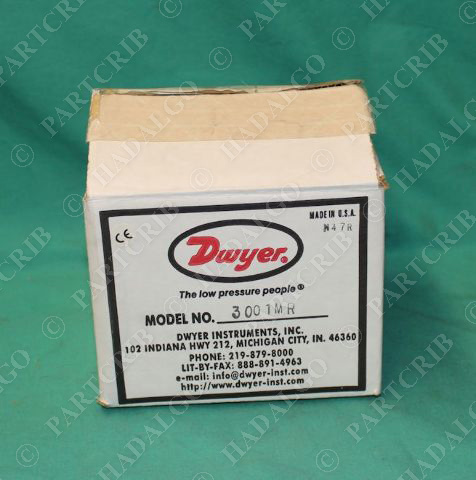 MADE IN U.S.A.
N47R
CE
Dwyer.
The low pressure people®
MODEL NO. 3001MR
DWYER INSTRUMENTS, INC.
102 INDIANA HWY 212, MICHIGAN CITY, IN. 46360
PHONE: 219-879-8000
LIT-BY-FAX: 888-891-4963
e-mail: info@dwyer-inst.com
http://www.dwyer-inst.com
© PARTCRIB
© HADALGO